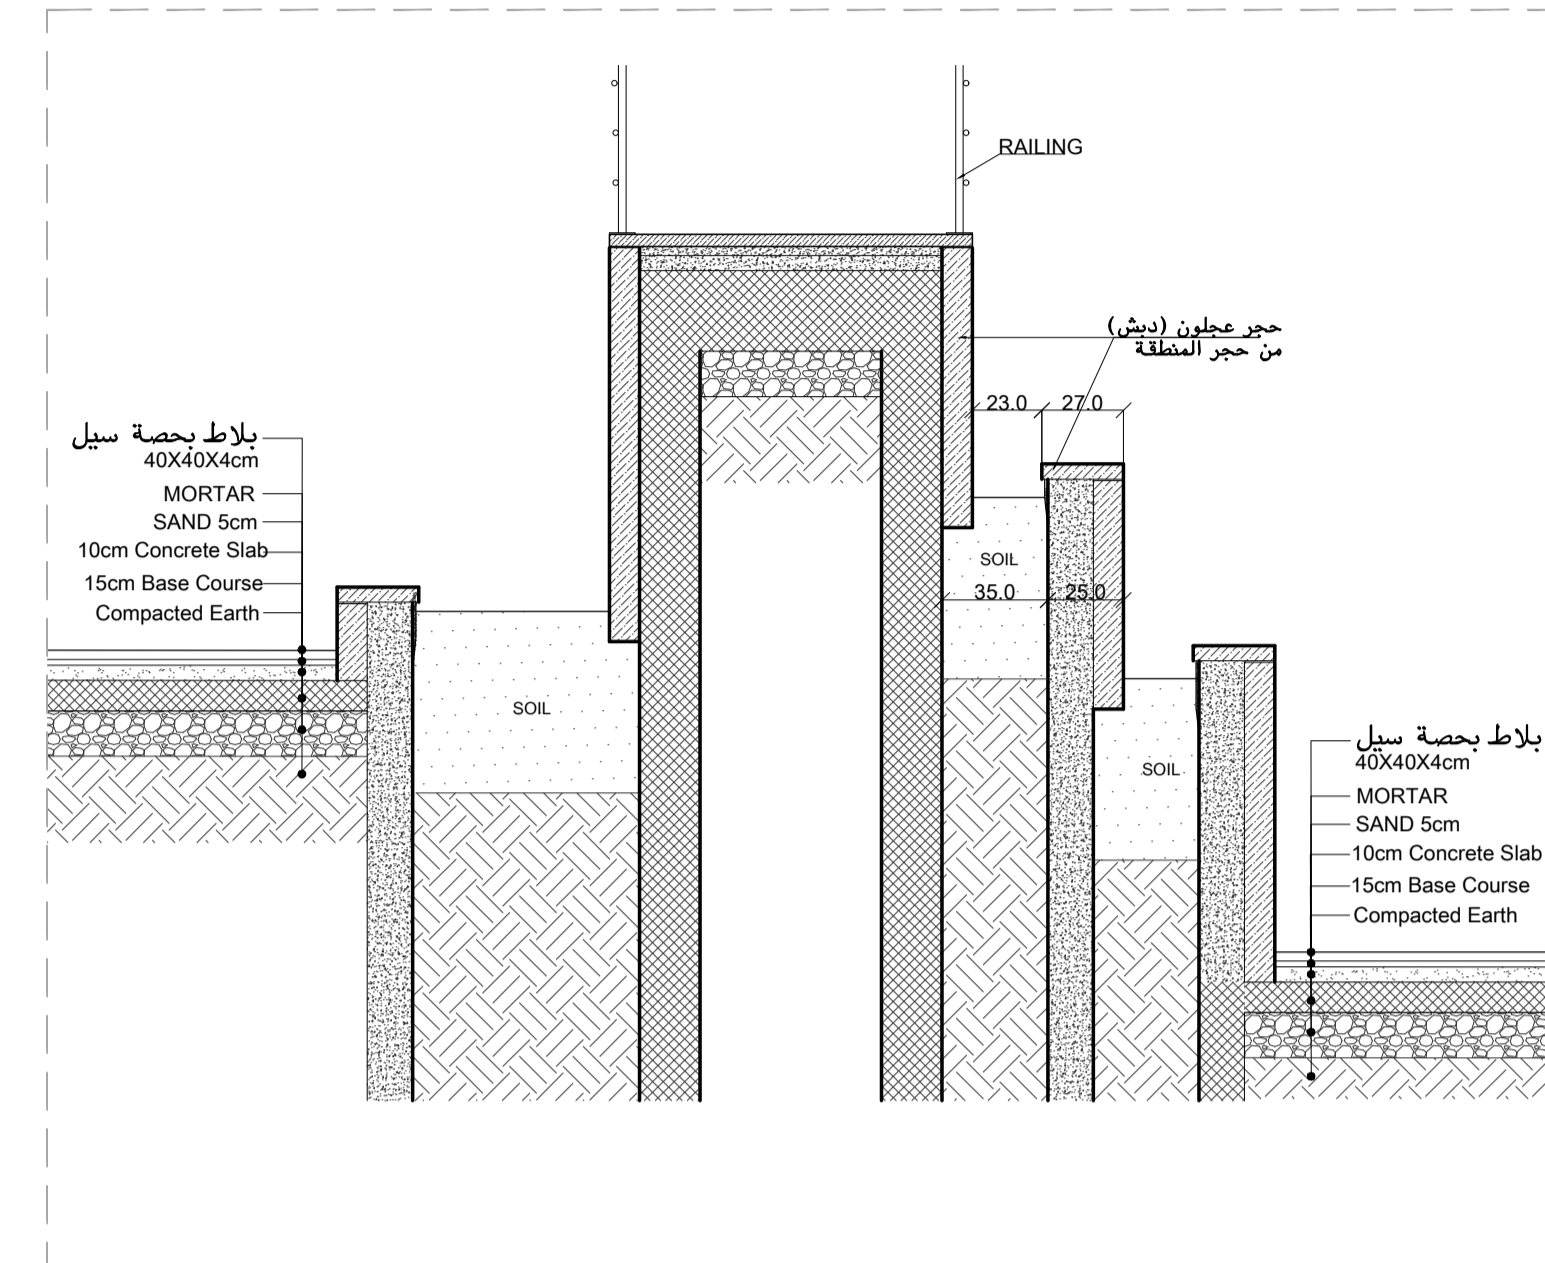 RAILING
حجر عجلون (دبش)
من حجر المنطقة
23.0 27.0
بلاط بحصة سيل
40X40X4cm
MORTAR
SAND 5cm
10cm Concrete Slab
15cm Base Course
Compacted Earth
SOIL
35.0 25.0
SOIL
SOIL
بلاط بحصة سيل
40X40X4cm
MORTAR
SAND 5cm
10cm Concrete Slab
15cm Base Course
Compacted Earth